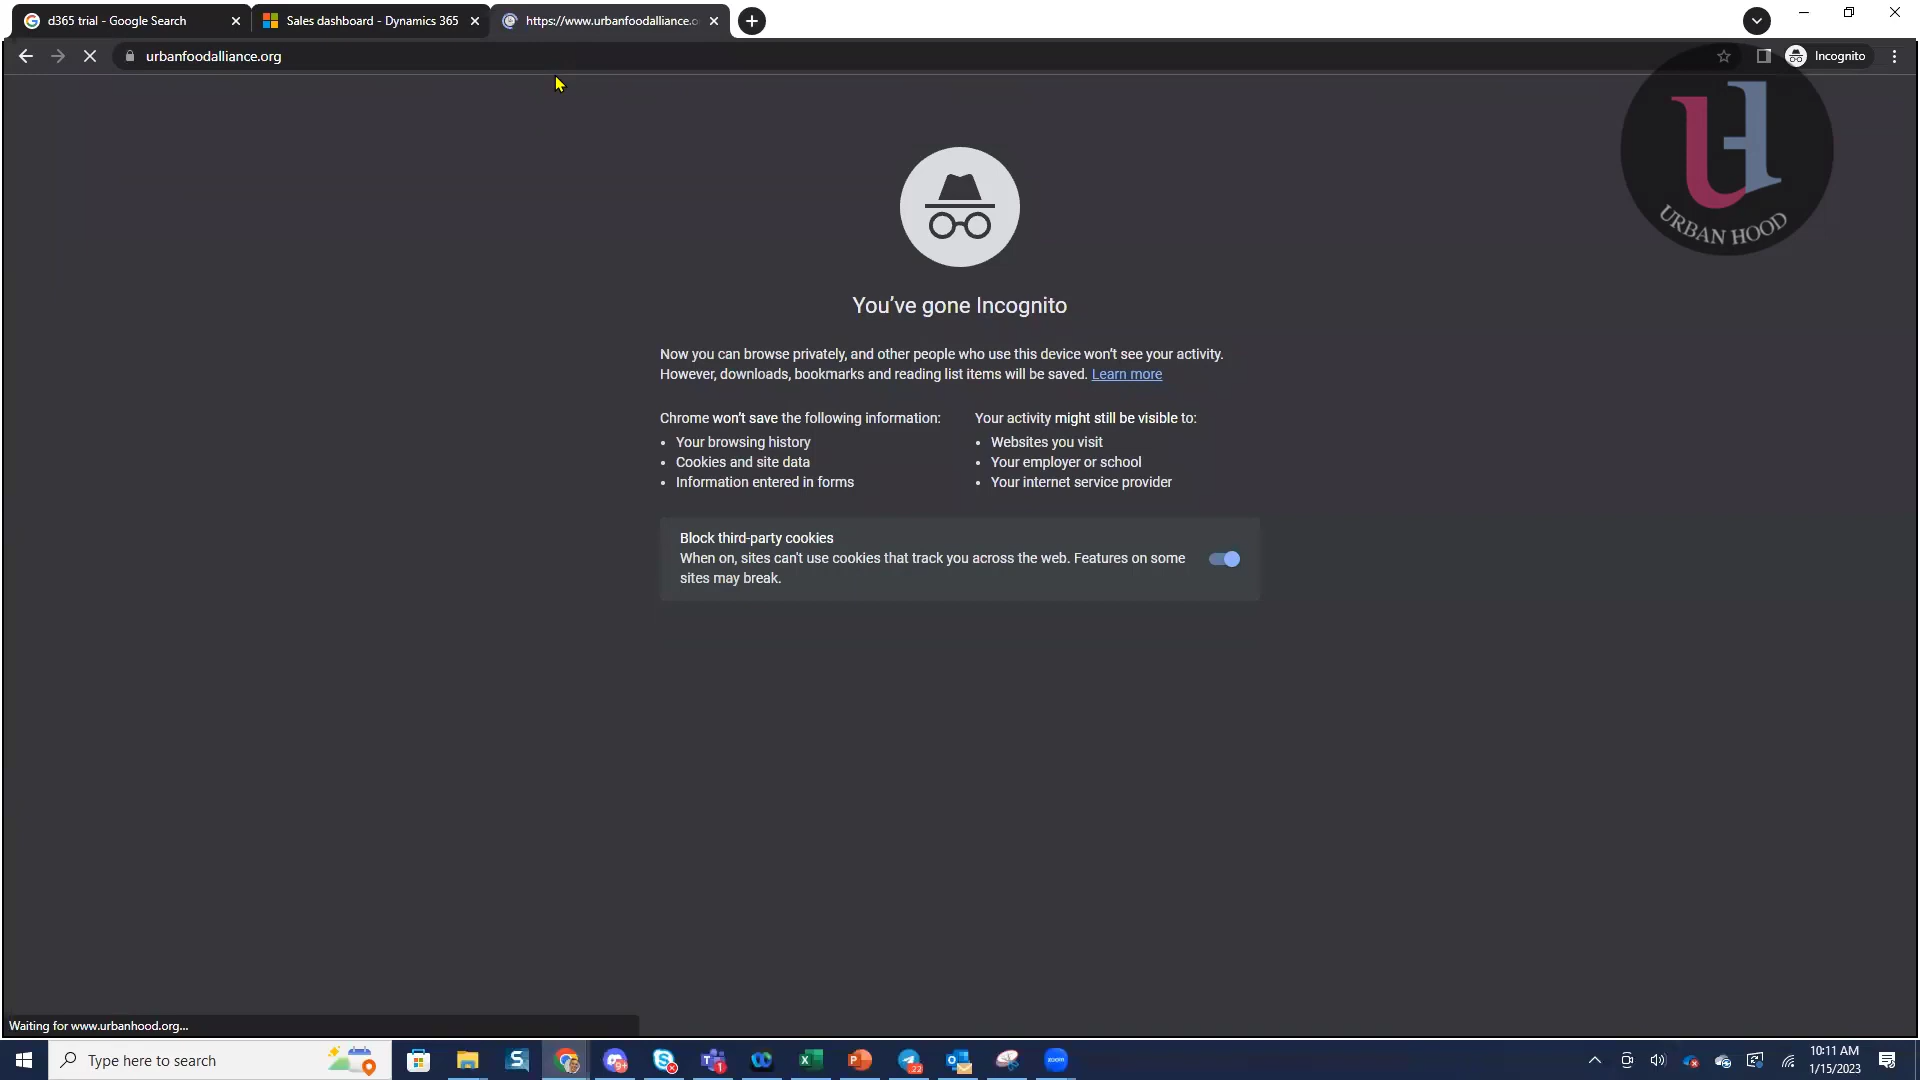 d365 trial - Google Search
Sales dashboard - Dynamics 365
https://www.urbanfoodalliance.o
urbanfoodalliance.org
Incognito
URBAN HOOD
You've gone Incognito
Now you can browse privately, and other people who use this device won't see your activity.
However, downloads, bookmarks and reading list items will be saved. Learn more
Chrome won't save the following information:
Your browsing history
Cookies and site data
Information entered in forms
Your activity might still be visible to:
Websites you visit
Your employer or school
Your internet service provider
Block third-party cookies
When on, sites can't use cookies that track you across the web. Features on some
sites may break.
Waiting for www.urbanhood.org...
Type here to search
10:11 AM
1/15/2023